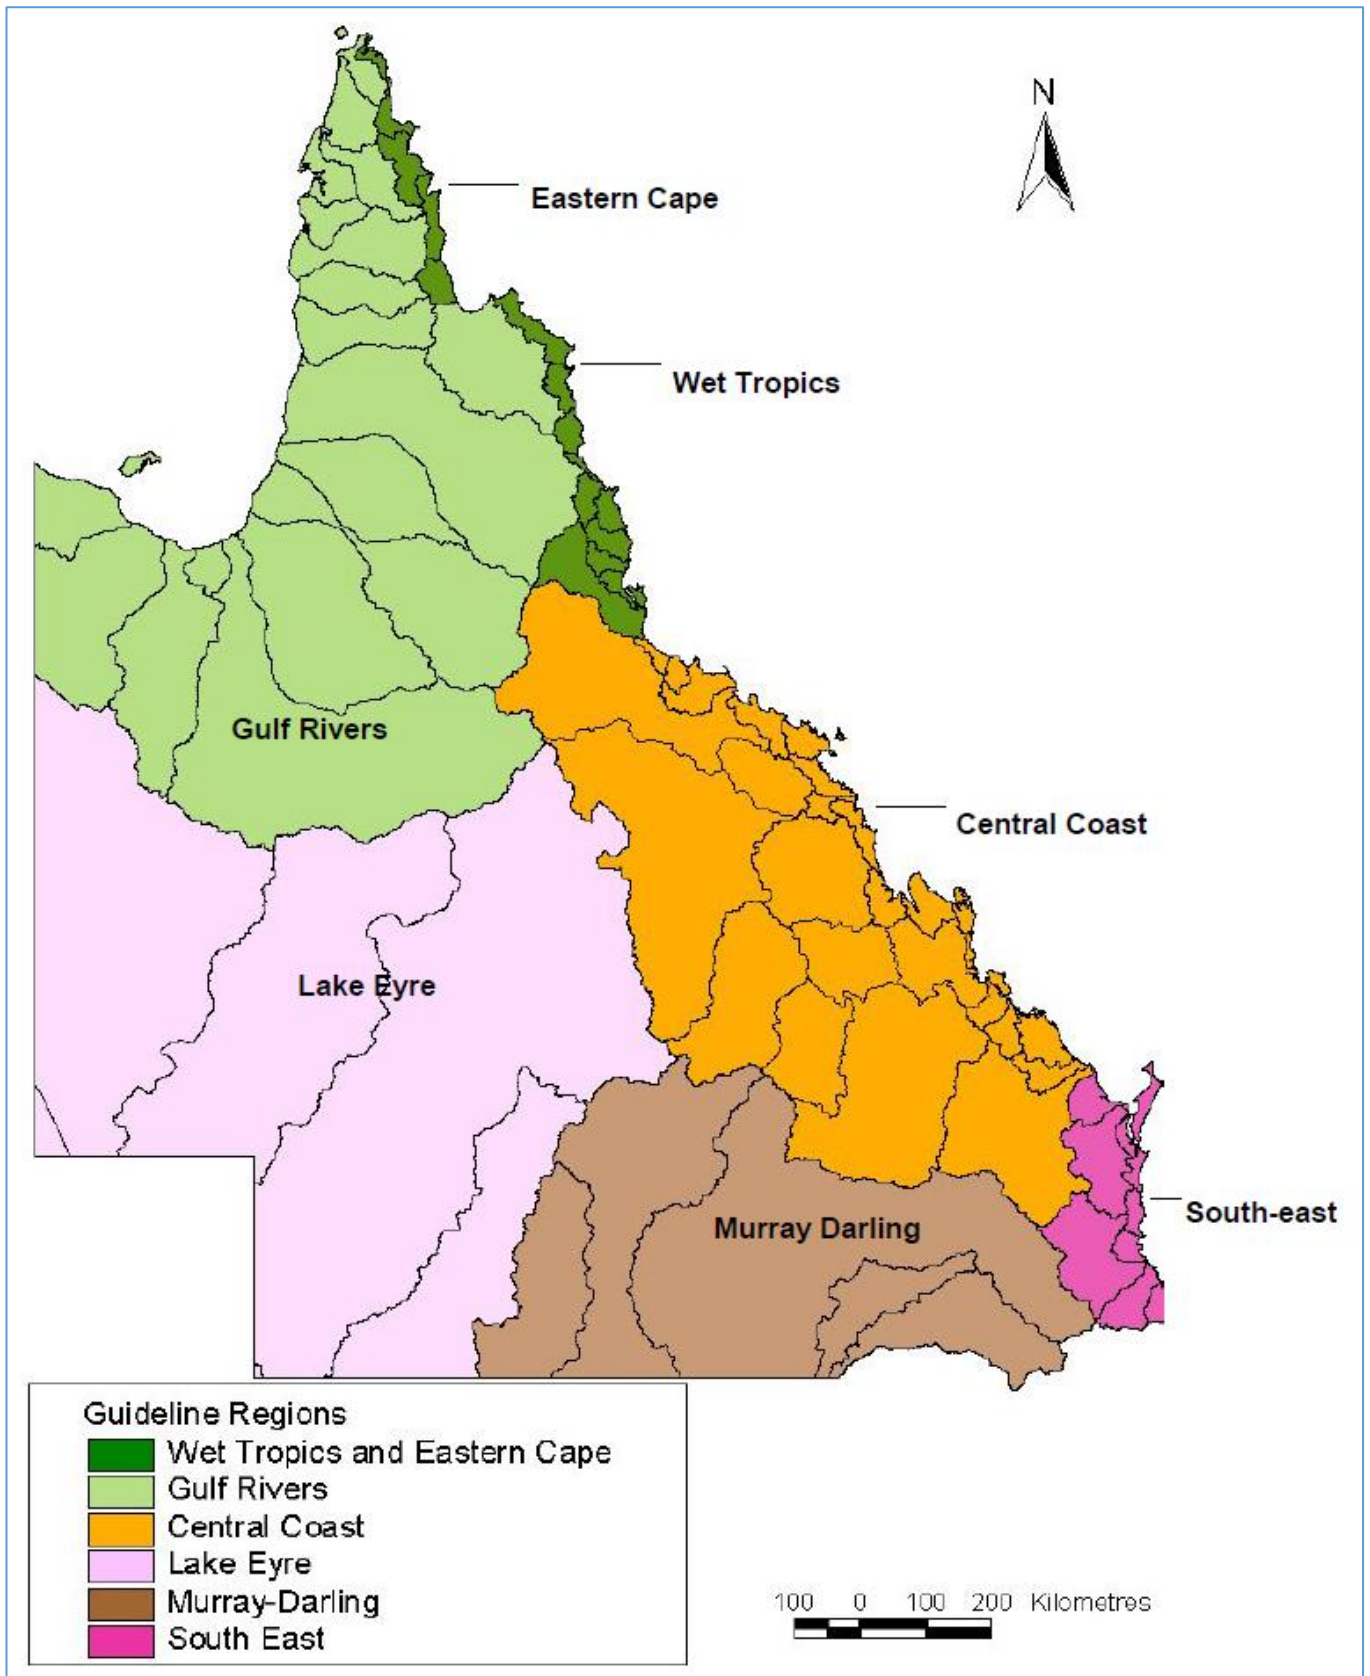 N
Eastern Cape
Wet Tropics
Gulf Rivers
Central Coast
Lake Eyre
South-east
Murray Darling
Guideline Regions
Wet Tropics and Eastern Cape
Gulf Rivers
Central Coast
Lake Eyre
Murray-Darling
South East
100 0 100 200 Kilometres